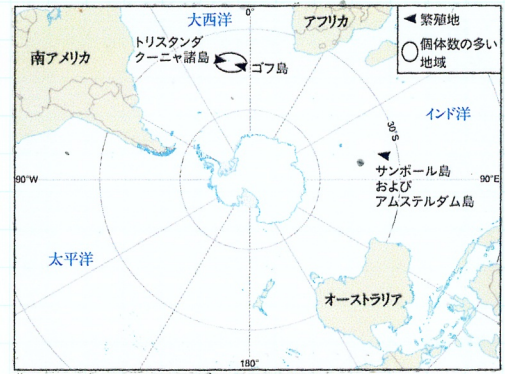 大西洋
0°
アフリカ
繁殖地
個体数の多い
地域
トリスタンダ
クーニャ諸島
ゴフ島
南アメリカ
インド洋
30°S
サンポール島
および
アムステルダム島
90°W
90°E
太平洋
オーストラリア
180°